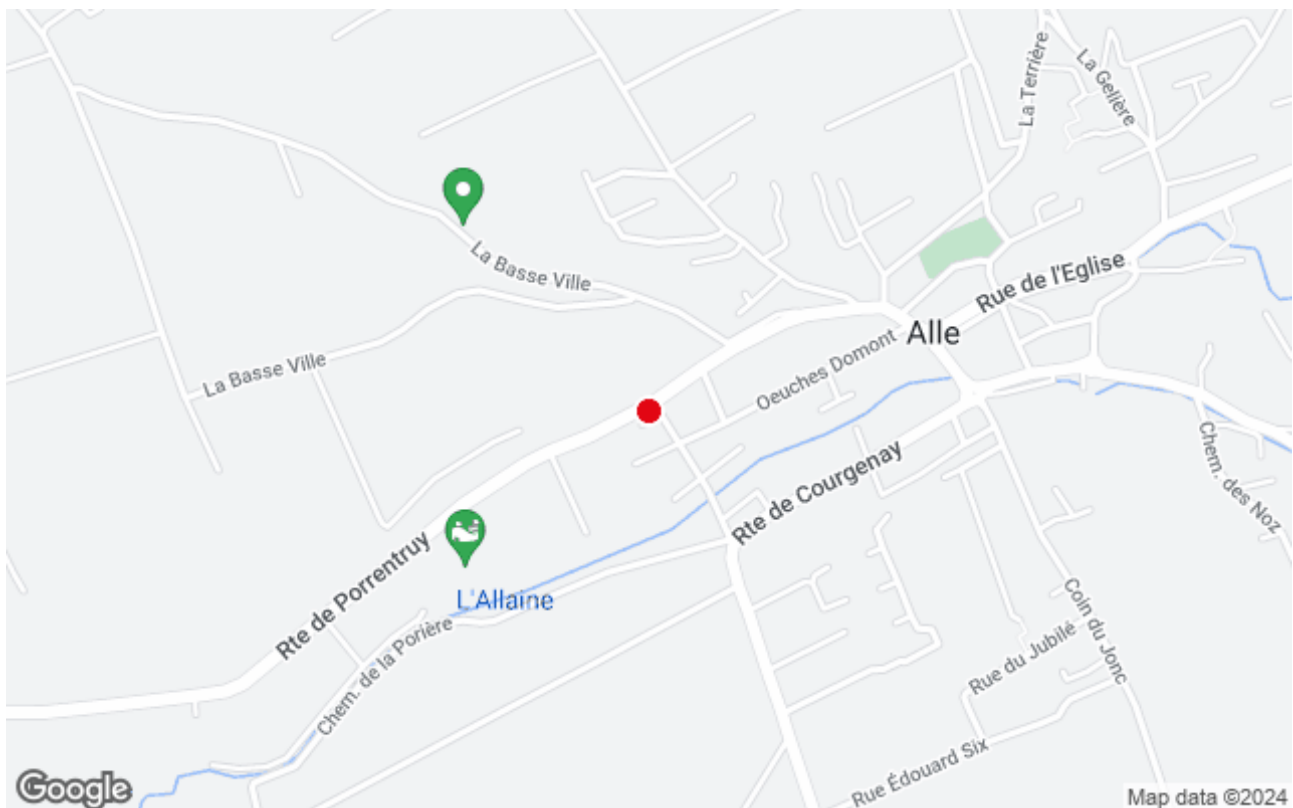 La Terrière
La Gelière
La Basse Ville
Rue de l'Eglise
Alle
La Basse Ville
Oeuches Domont
Rte de Courgenay
Chem. des Noz
Rte de Porrentruy
L'Allaine
Chem. de la Porière
Coin du Jonc
Rue du Jubilé
Rue Édouard Six
Google
Map data ©2024